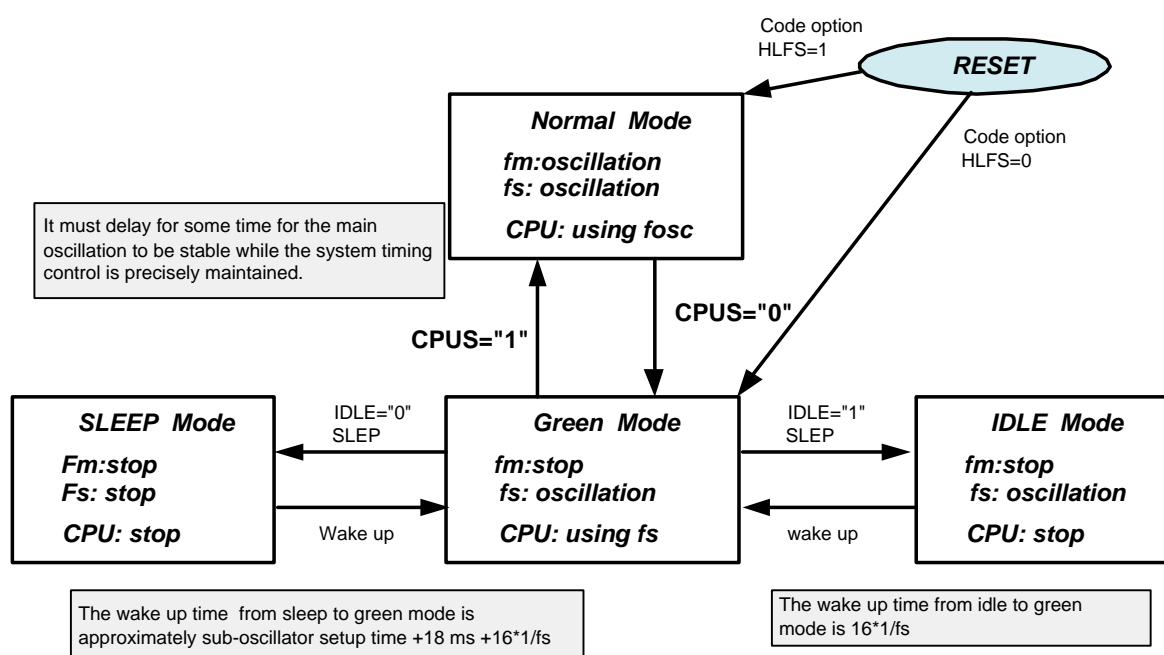 Code option
HLFS=1
RESET
Code option
HLFS=0
Normal Mode
fm:oscillation
fs: oscillation
CPU: using fosc
It must delay for some time for the main
oscillation to be stable while the system timing
control is precisely maintained.
CPUS="1"
CPUS="0"
SLEEP Mode
Fm:stop
Fs: stop
CPU: stop
IDLE="0"
SLEP
Wake up
Green Mode
fm:stop
fs: oscillation
CPU: using fs
IDLE="1"
SLEP
wake up
IDLE Mode
fm:stop
fs: oscillation
CPU: stop
The wake up time from sleep to green mode is
approximately sub-oscillator setup time +18 ms +16*1/fs
The wake up time from idle to green
mode is 16*1/fs